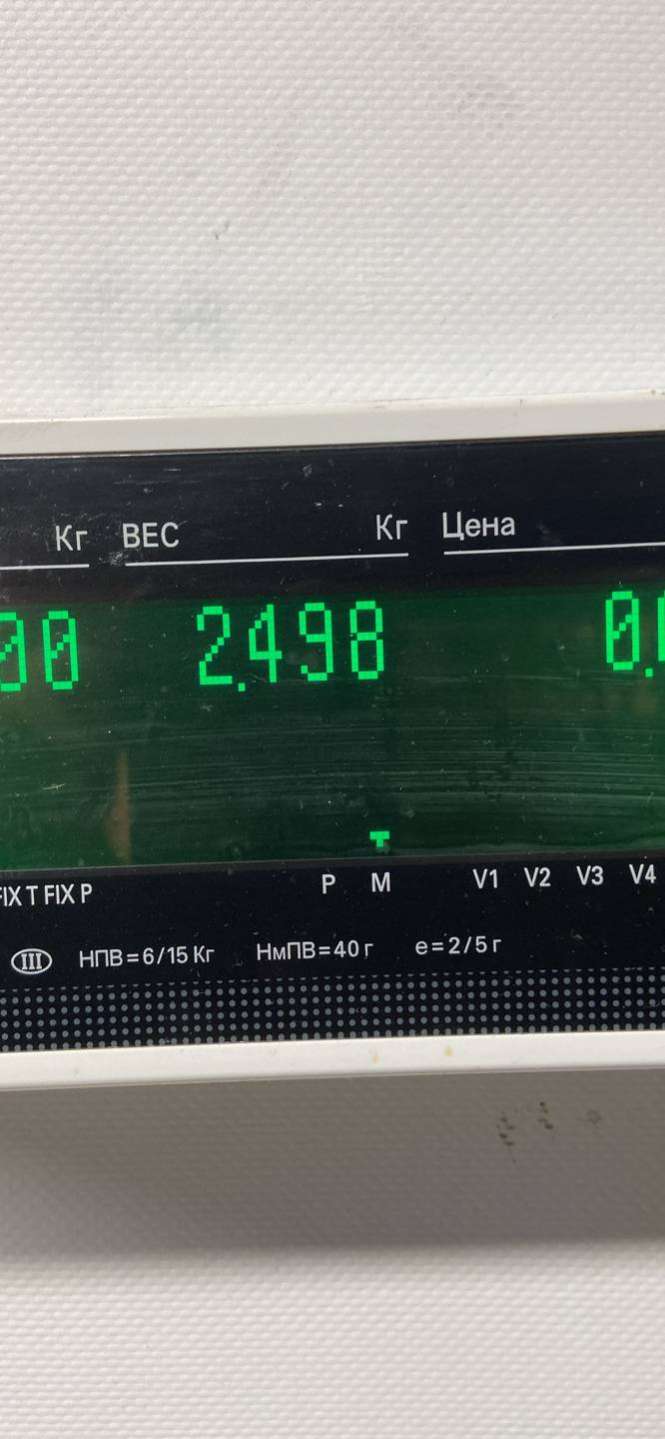 Кг ВЕС Кг Цена
00 2.498 0.
FIX T FIX P P M V1 V2 V3 V4
III НПВ=6/15 Кг НмПВ=40 г e=2/5 г